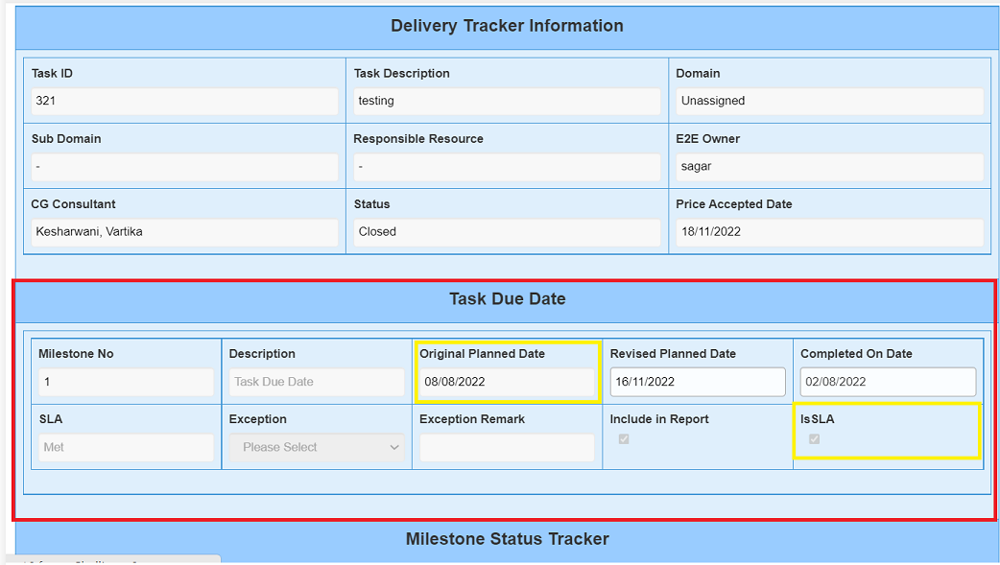 Delivery Tracker Information
Task ID Task Description Domain
321 testing Unassigned
Sub Domain Responsible Resource E2E Owner
- - sagar
CG Consultant Status Price Accepted Date
Kesharwani, Vartika Closed 18/11/2022
Task Due Date
Milestone No Description Original Planned Date Revised Planned Date Completed On Date
1 Task Due Date 08/08/2022 16/11/2022 02/08/2022
SLA Exception Exception Remark Include in Report IsSLA
Met Please Select
Milestone Status Tracker